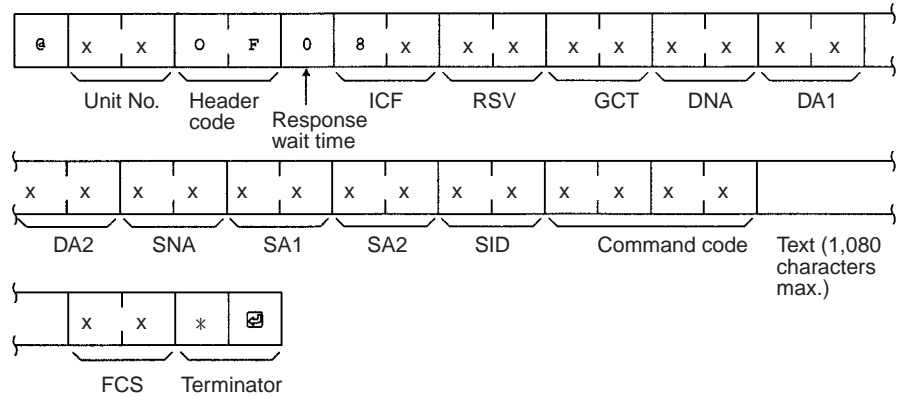 @ x x O F 0 8 x x x x x x x x x
Unit No. Header code Response wait time ICF RSV GCT DNA DA1
x x x x x x x x x x x x x x
DA2 SNA SA1 SA2 SID Command code Text (1,080 characters max.)
x x * ↵
FCS Terminator